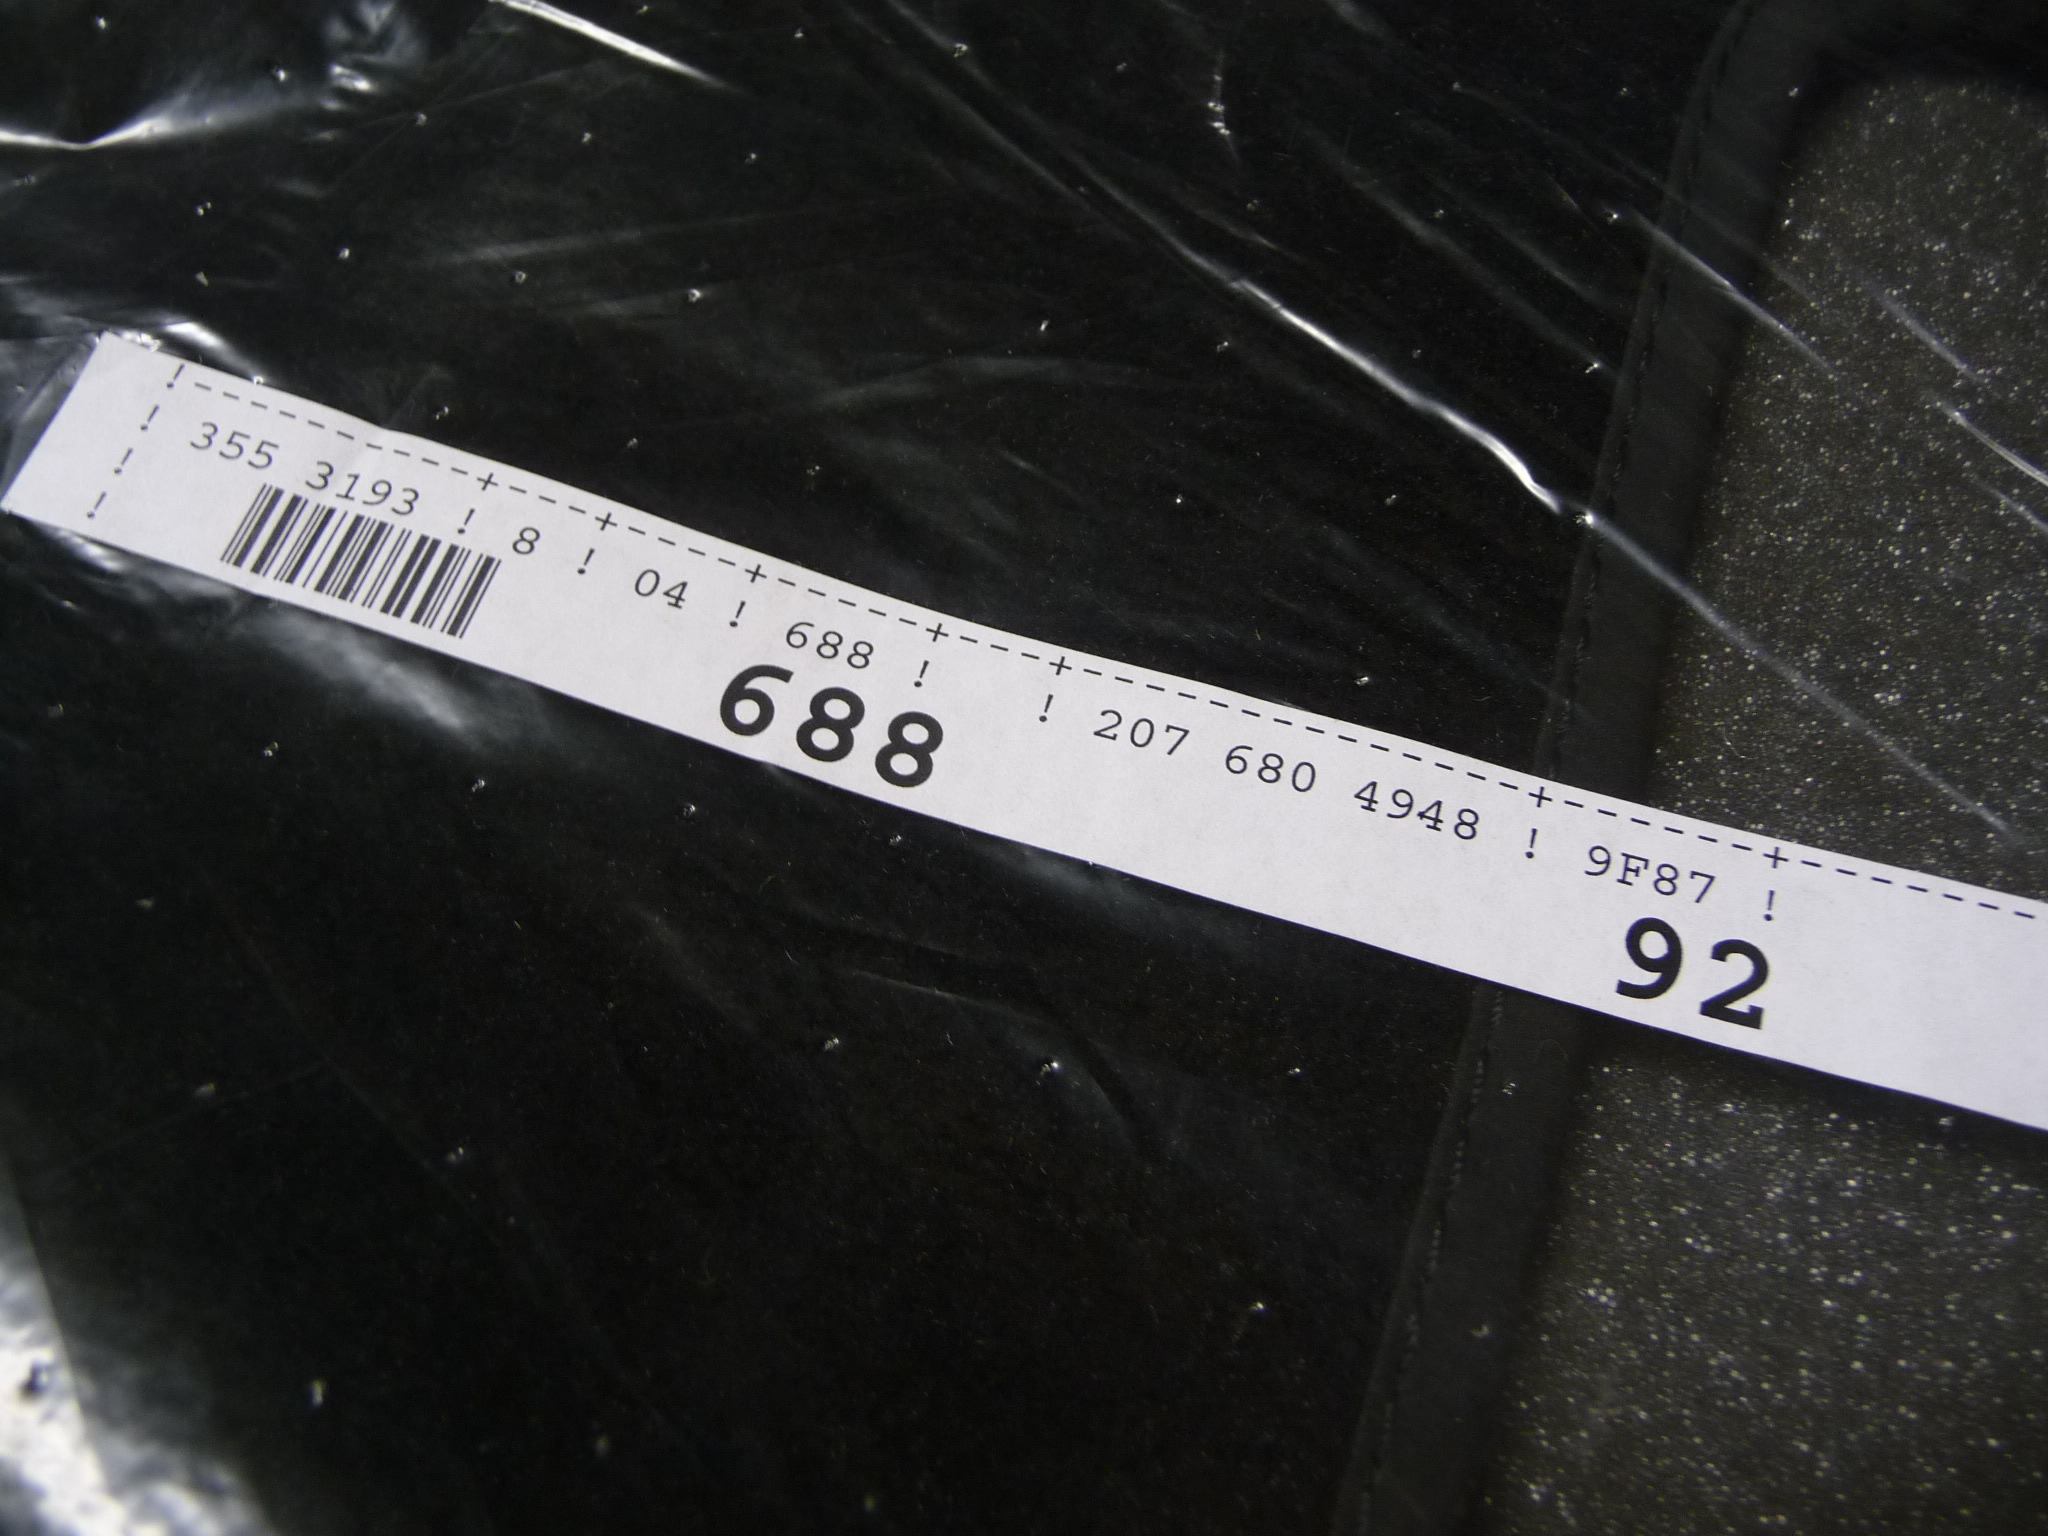 !-----------+---+----+-----+---+---------------+-------+--------
! 355 3193 ! 8 ! 04 ! 688 ! ! 207 680 4948 ! 9F87 !
! 688 92
!